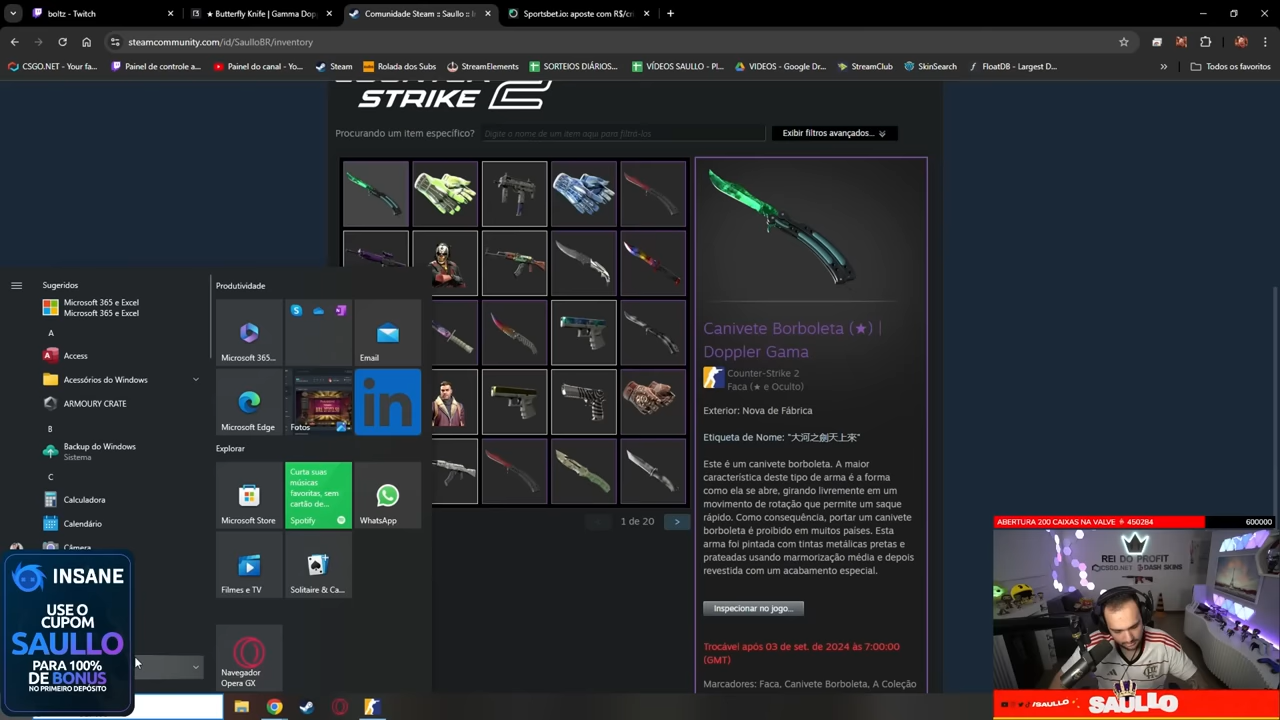 boltz - Twitch
★ Butterfly Knife | Gamma Dop
Comunidade Steam :: Saullo :: I
Sportsbet.io: aposte com R$/cr
steamcommunity.com/id/SaulloBR/inventory
CSGO.NET - Your fa...
Painel de controle a...
Painel do canal - Yo...
Steam
Rolada dos Subs
StreamElements
SORTEIOS DIÁRIOS...
VÍDEOS SAULLO - Pl...
VIDEOS - Google Dr...
StreamClub
SkinSearch
FloatDB - Largest D...
Todos os favoritos
STRIKE 2
Procurando um item específico?
Digite o nome de um item aqui para filtrá-los
Exibir filtros avançados...
Canivete Borboleta (★) |
Doppler Gama
Counter-Strike 2
Faca (★ e Oculto)
Exterior: Nova de Fábrica
Etiqueta de Nome: "大河之劍天上來"
Este é um canivete borboleta. A maior
característica deste tipo de arma é a forma
como ela se abre, girando livremente em um
movimento de rotação que permite um saque
rápido. Como consequência, portar um canivete
borboleta é proibido em muitos países. Esta
arma foi pintada com tintas metálicas pretas e
prateadas usando marmorização média e depois
revestida com um acabamento especial.
Inspecionar no jogo...
Trocável após 03 de set. de 2024 às 7:00:00
(GMT)
Marcadores: Faca, Canivete Borboleta, A Coleção
1 de 20
Sugeridos
Microsoft 365 e Excel
Microsoft 365 e Excel
A
Access
Acessórios do Windows
ARMOURY CRATE
B
Backup do Windows
Sistema
C
Calculadora
Calendário
Câmera
Produtividade
Microsoft 365...
Email
Microsoft Edge
Fotos
in
Explorar
Microsoft Store
Curta suas
músicas
favoritas, sem
cartão de...
Spotify
WhatsApp
Filmes e TV
Solitaire & Ca...
Navegador
Opera GX
INSANE
USE O
CUPOM
SAULLO
PARA 100%
DE BONUS
NO PRIMEIRO DEPÓSITO
ABERTURA 200 CAIXAS NA VALVE
450284
600000
REI DO PROFIT
CSGO.NET
DASH SKINS
/SAULLO
SAULLO